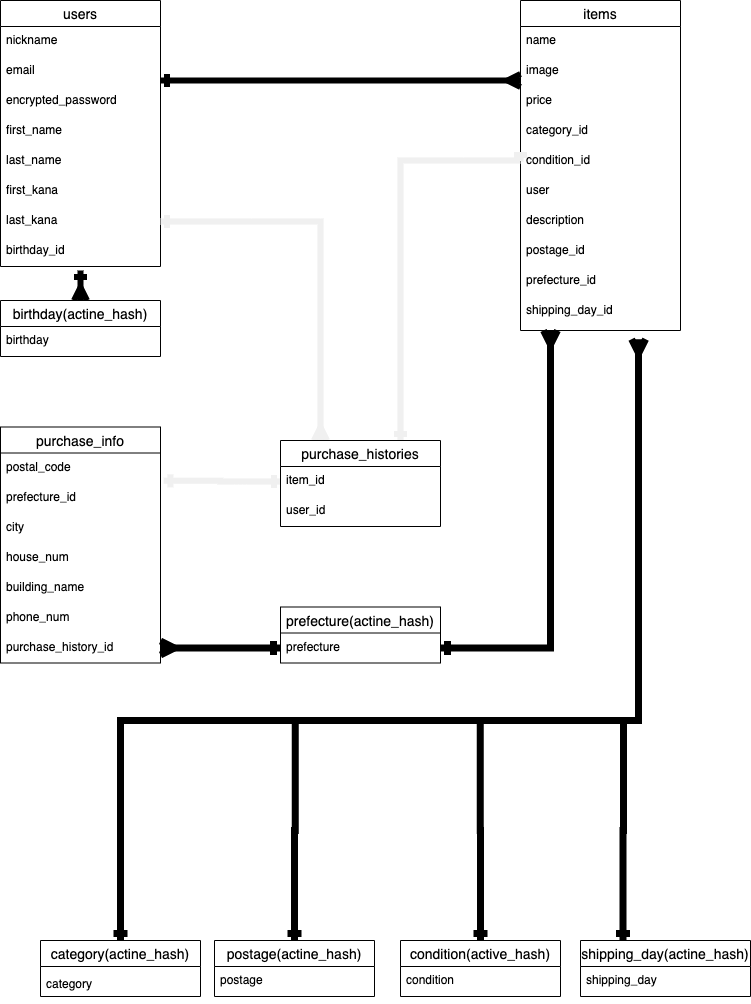 users
nickname
email
encrypted_password
first_name
last_name
first_kana
last_kana
birthday_id
items
name
image
price
category_id
condition_id
user
description
postage_id
prefecture_id
shipping_day_id
birthday(actine_hash)
birthday
purchase_info
postal_code
prefecture_id
city
house_num
building_name
phone_num
purchase_history_id
purchase_histories
item_id
user_id
prefecture(actine_hash)
prefecture
category(actine_hash)
category
postage(actine_hash)
postage
condition(active_hash)
condition
shipping_day(actine_hash)
shipping_day